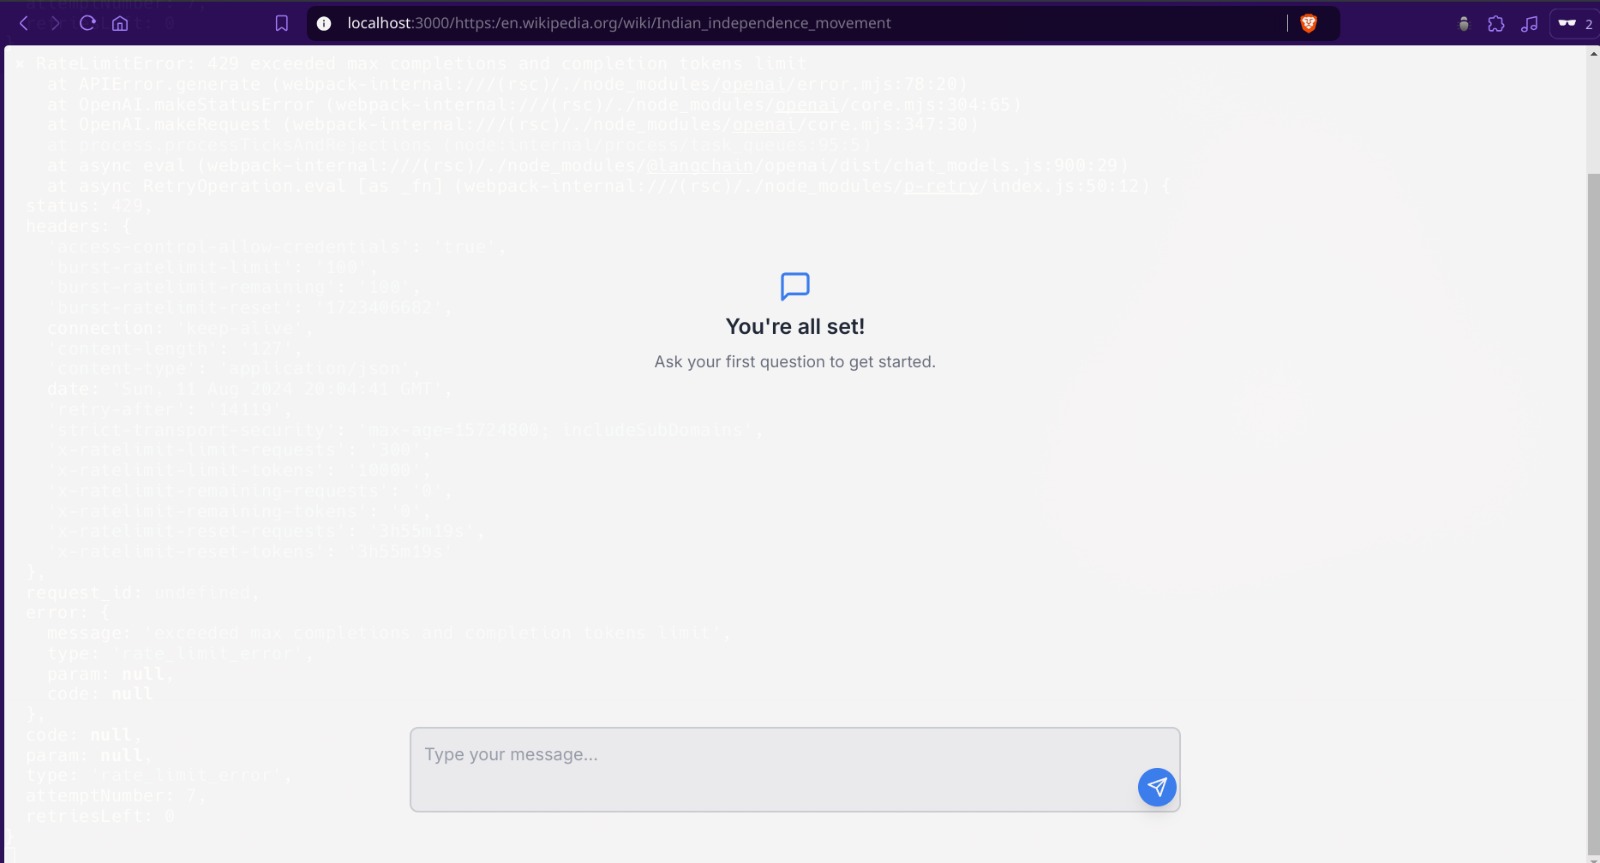 localhost:3000/https:/en.wikipedia.org/wiki/Indian_independence_movement
2
x RateLimitError: 429 exceeded max completions and completion tokens limit
at APIError.generate (webpack-internal:///(rsc)/./node_modules/openai/error.mjs:78:20)
at OpenAI.makeStatusError (webpack-internal:///(rsc)/./node_modules/openai/core.mjs:304:65)
at OpenAI.makeRequest (webpack-internal:///(rsc)/./node_modules/openai/core.mjs:347:30)
at process.processTicksAndRejections (node:internal/process/task_queues:95:5)
at async eval (webpack-internal:///(rsc)/./node_modules/@langchain/openai/dist/chat_models.js:900:29)
at async RetryOperation.eval [as _fn] (webpack-internal:///(rsc)/./node_modules/p-retry/index.js:50:12) {
status: 429,
headers: {
'access-control-allow-credentials': 'true',
'burst-ratelimit-limit': '100',
'burst-ratelimit-remaining':
'burst-ratelimit-reset':
connection: 'keep-alive',
'content-length': '127',
'content-type': 'application/json',
date: 'Sun, 11 Aug 2024 20:04:41 GMT',
'retry-after': '14119',
'strict-transport-security': 'max-age=15724800; includeSubDomains',
'x-ratelimit-limit-requests': '300',
'x-ratelimit-limit-tokens': '10000',
'x-ratelimit-remaining-requests': '0',
'x-ratelimit-remaining-tokens': '0',
'x-ratelimit-reset-requests': '3h55m19s',
'x-ratelimit-reset-tokens': '3h55m19s'
},
request_id: undefined,
error: {
message: 'exceeded max completions and completion tokens limit',
type: 'rate_limit_error',
param: null,
code: null
},
code: null,
param: null,
type: 'rate_limit_error',
attemptNumber: 7,
retriesLeft: 0
}
You're all set!
Ask your first question to get started.
Type your message...